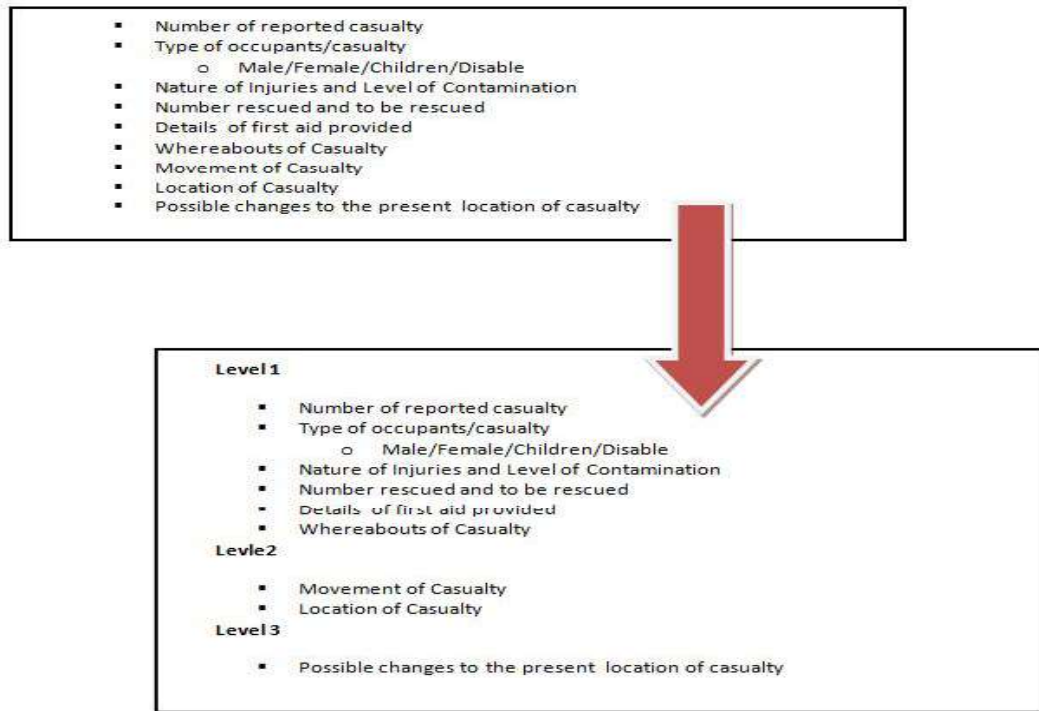 ▪ Number of reported casualty
▪ Type of occupants/casualty
o Male/Female/Children/Disable
▪ Nature of Injuries and Level of Contamination
▪ Number rescued and to be rescued
▪ Details of first aid provided
▪ Whereabouts of Casualty
▪ Movement of Casualty
▪ Location of Casualty
▪ Possible changes to the present location of casualty
Level 1
▪ Number of reported casualty
▪ Type of occupants/casualty
o Male/Female/Children/Disable
▪ Nature of Injuries and Level of Contamination
▪ Number rescued and to be rescued
▪ Details of first aid provided
▪ Whereabouts of Casualty
Levle2
▪ Movement of Casualty
▪ Location of Casualty
Level 3
▪ Possible changes to the present location of casualty